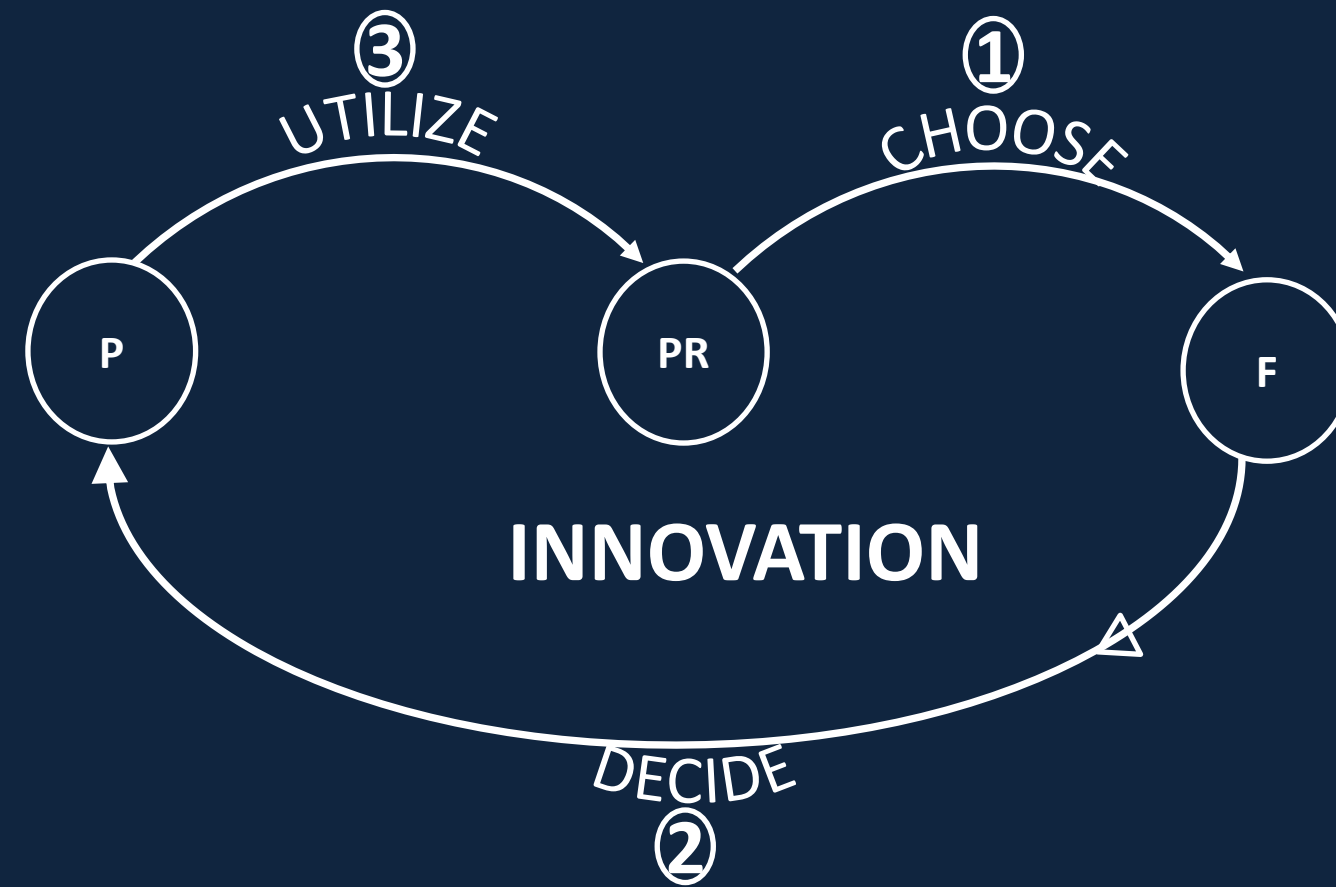 3
UTILIZE
1
CHOOSE
P
PR
F
INNOVATION
DECIDE
2